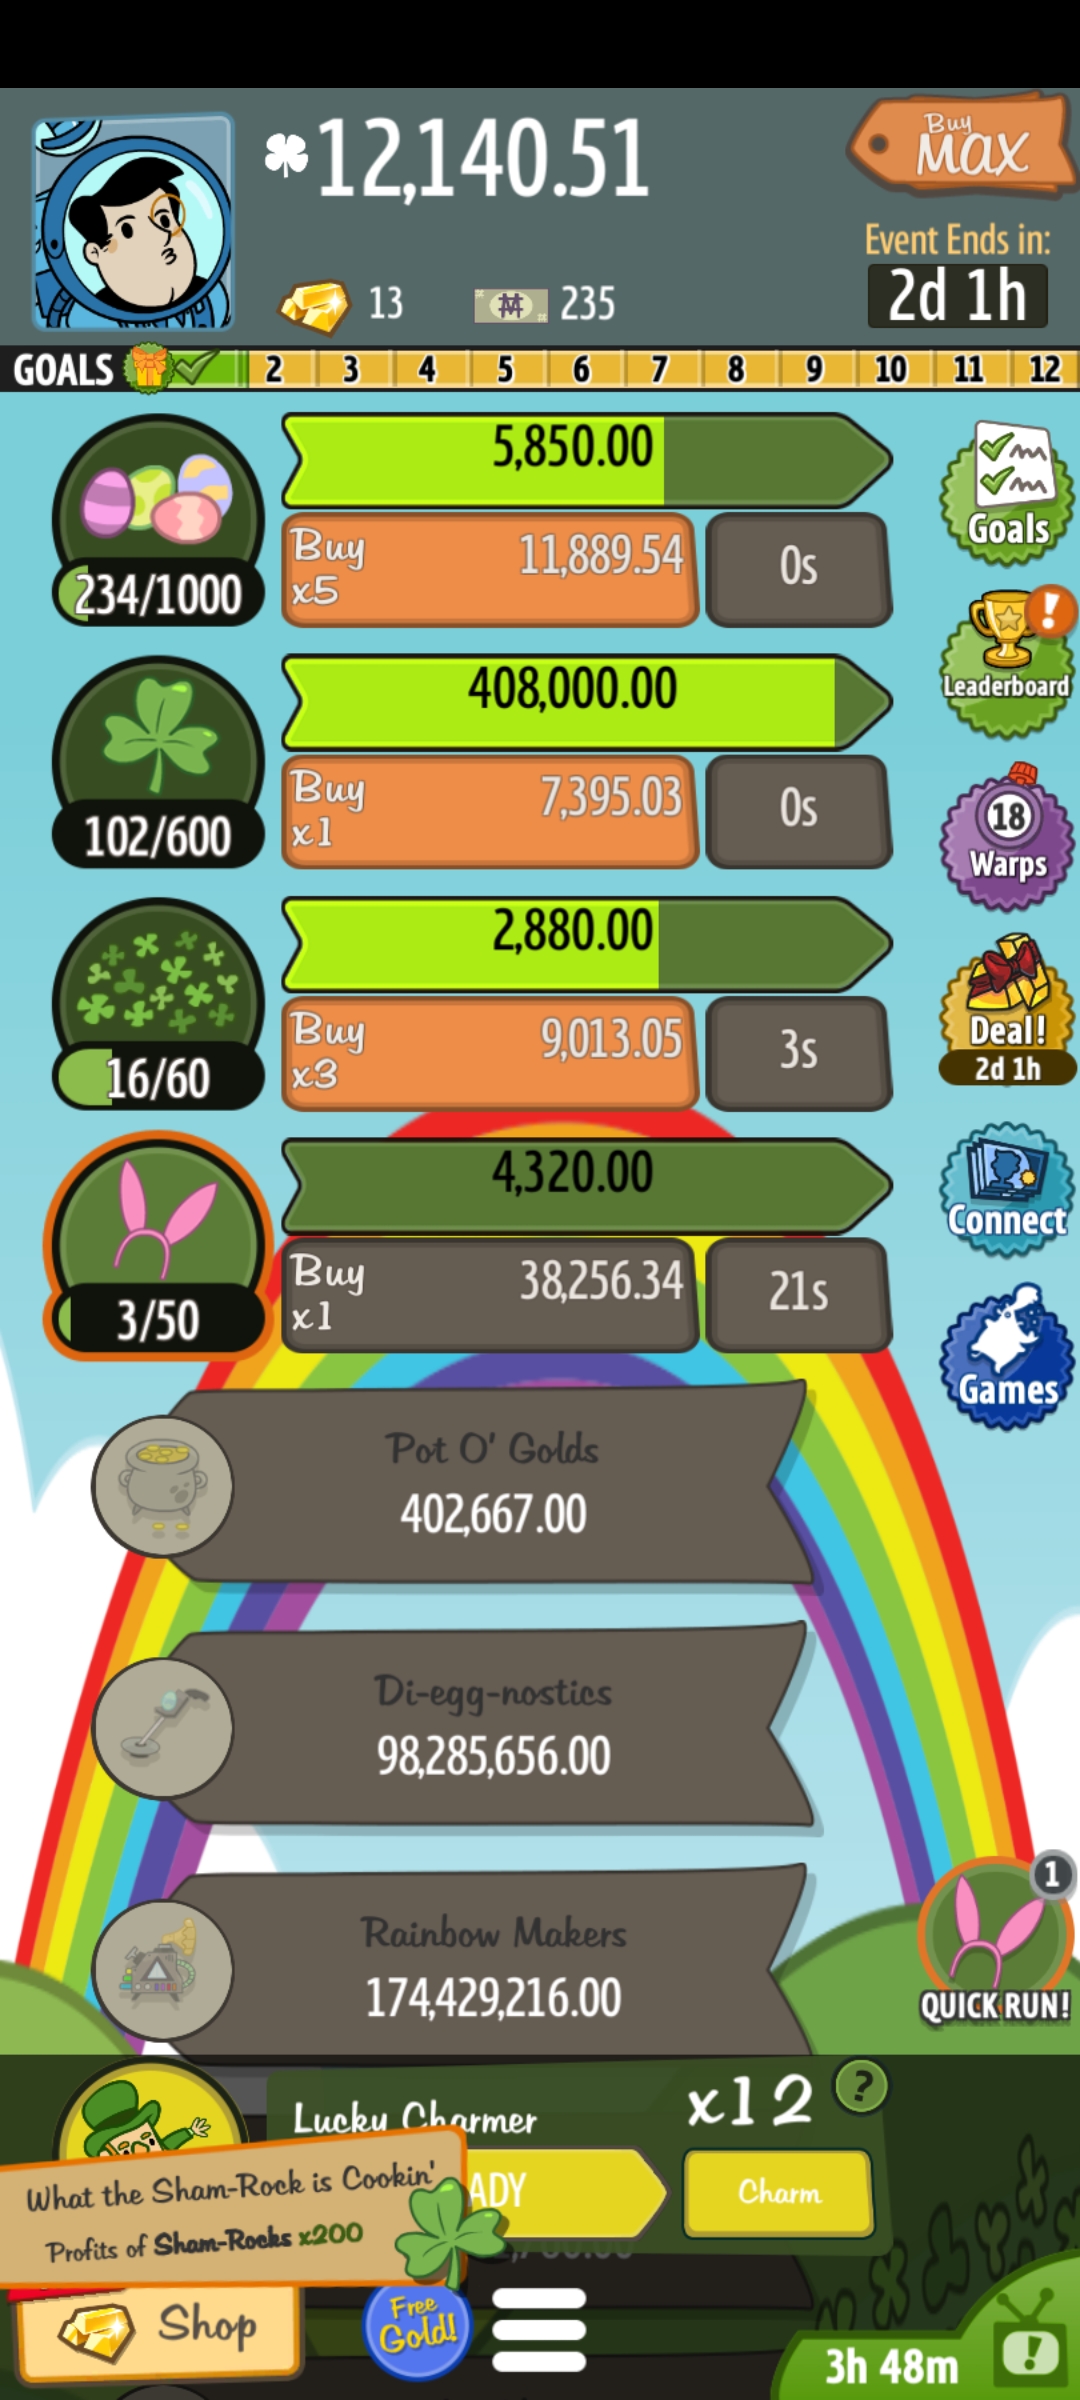 12,140.51
Buy
MAX
Event Ends in:
2d 1h
13
235
GOALS 2 3 4 5 6 7 8 9 10 11 12
5,850.00
Buy
x5
11,889.54
0s
234/1000
Goals
408,000.00
Buy
x1
7,395.03
0s
102/600
Leaderboard
18
Warps
2,880.00
Buy
x3
9,013.05
3s
16/60
Deal!
2d 1h
4,320.00
Buy
x1
38,256.34
21s
3/50
Connect
Games
Pot O' Golds
402,667.00
Di-egg-nostics
98,285,656.00
Rainbow Makers
174,429,216.00
1
QUICK RUN!
Lucky Charmer
x12
?
ADY
Charm
What the Sham-Rock is Cookin'
Profits of Sham-Rocks x200
Shop
Free
Gold!
3h 48m